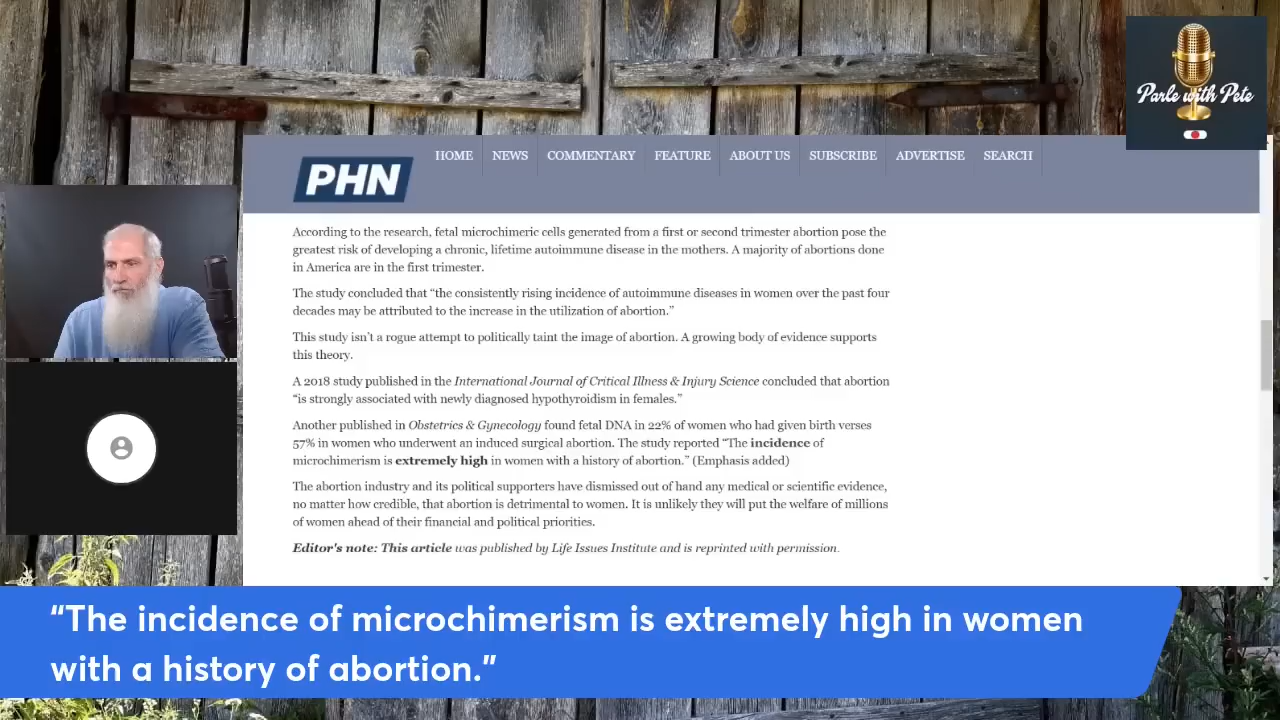 Parle with Pete
HOME NEWS COMMENTARY FEATURE ABOUT US SUBSCRIBE ADVERTISE SEARCH
PHN
According to the research, fetal microchimeric cells generated from a first or second trimester abortion pose the
greatest risk of developing a chronic, lifetime autoimmune disease in the mothers. A majority of abortions done
in America are in the first trimester.
The study concluded that “the consistently rising incidence of autoimmune diseases in women over the past four
decades may be attributed to the increase in the utilization of abortion.”
This study isn’t a rogue attempt to politically taint the image of abortion. A growing body of evidence supports
this theory.
A 2018 study published in the International Journal of Critical Illness & Injury Science concluded that abortion
“is strongly associated with newly diagnosed hypothyroidism in females.”
Another published in Obstetrics & Gynecology found fetal DNA in 22% of women who had given birth verses
57% in women who underwent an induced surgical abortion. The study reported “The incidence of
microchimerism is extremely high in women with a history of abortion.” (Emphasis added)
The abortion industry and its political supporters have dismissed out of hand any medical or scientific evidence,
no matter how credible, that abortion is detrimental to women. It is unlikely they will put the welfare of millions
of women ahead of their financial and political priorities.
Editor's note: This article was published by Life Issues Institute and is reprinted with permission.
“The incidence of microchimerism is extremely high in women
with a history of abortion.”